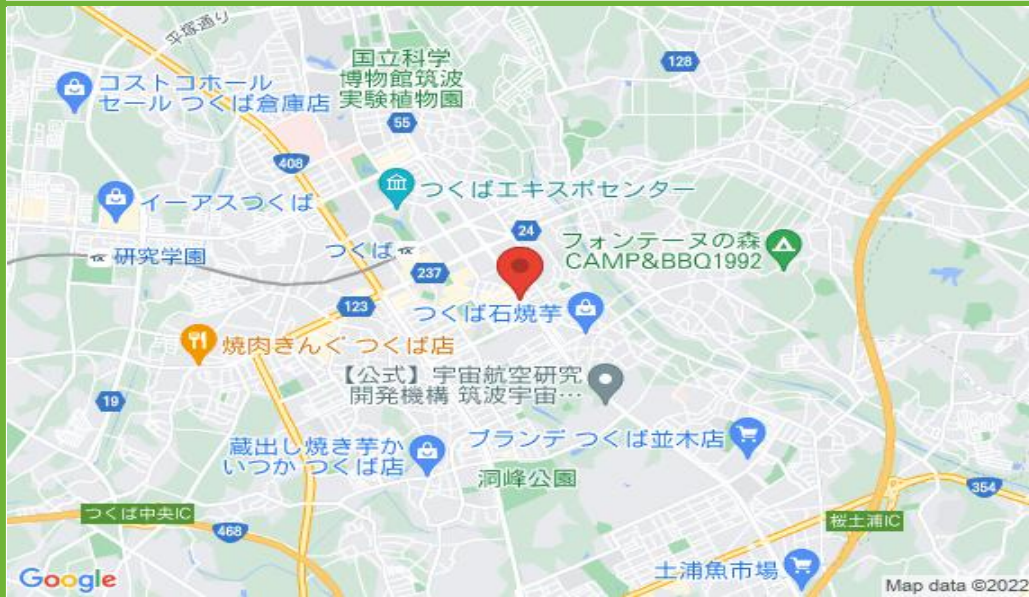 平塚通り
国立科学
博物館筑波
実験植物園
128
コストコホール
セール つくば倉庫店
55
408
つくばエキスポセンター
イーアスつくば
24
フォンテーヌの森
CAMP&BBQ1992
つくば
研究学園
237
123
つくば石焼芋
焼肉きんぐ つくば店
【公式】宇宙航空研究
開発機構 筑波宇宙…
19
蔵出し焼き芋か
いつか つくば店
ブランデ つくば並木店
洞峰公園
354
つくば中央IC
468
桜土浦IC
土浦魚市場
Google
Map data ©2022